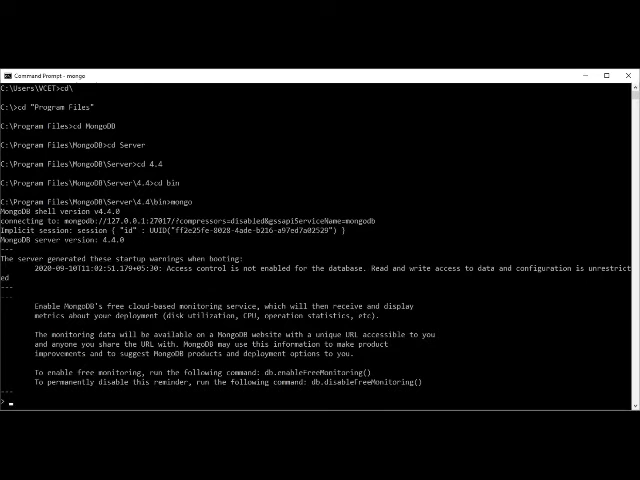 Command Prompt - mongo
C:\Users\VCET>cd\
C:\>cd "Program Files"
C:\Program Files>cd MongoDB
C:\Program Files\MongoDB>cd Server
C:\Program Files\MongoDB\Server>cd 4.4
C:\Program Files\MongoDB\Server\4.4>cd bin
C:\Program Files\MongoDB\Server\4.4\bin>mongo
MongoDB shell version v4.4.0
connecting to: mongodb://127.0.0.1:27017/?compressors=disabled&gssapiServiceName=mongodb
Implicit session: session { "id" : UUID("ff2e25fe-8028-4ade-b216-a97ed7a02529") }
MongoDB server version: 4.4.0
---
The server generated these startup warnings when booting:
2020-09-10T11:02:51.179+05:30: Access control is not enabled for the database. Read and write access to data and configuration is unrestrict
ed
---
---
Enable MongoDB's free cloud-based monitoring service, which will then receive and display
metrics about your deployment (disk utilization, CPU, operation statistics, etc).
The monitoring data will be available on a MongoDB website with a unique URL accessible to you
and anyone you share the URL with. MongoDB may use this information to make product
improvements and to suggest MongoDB products and deployment options to you.
To enable free monitoring, run the following command: db.enableFreeMonitoring()
To permanently disable this reminder, run the following command: db.disableFreeMonitoring()
---
> _